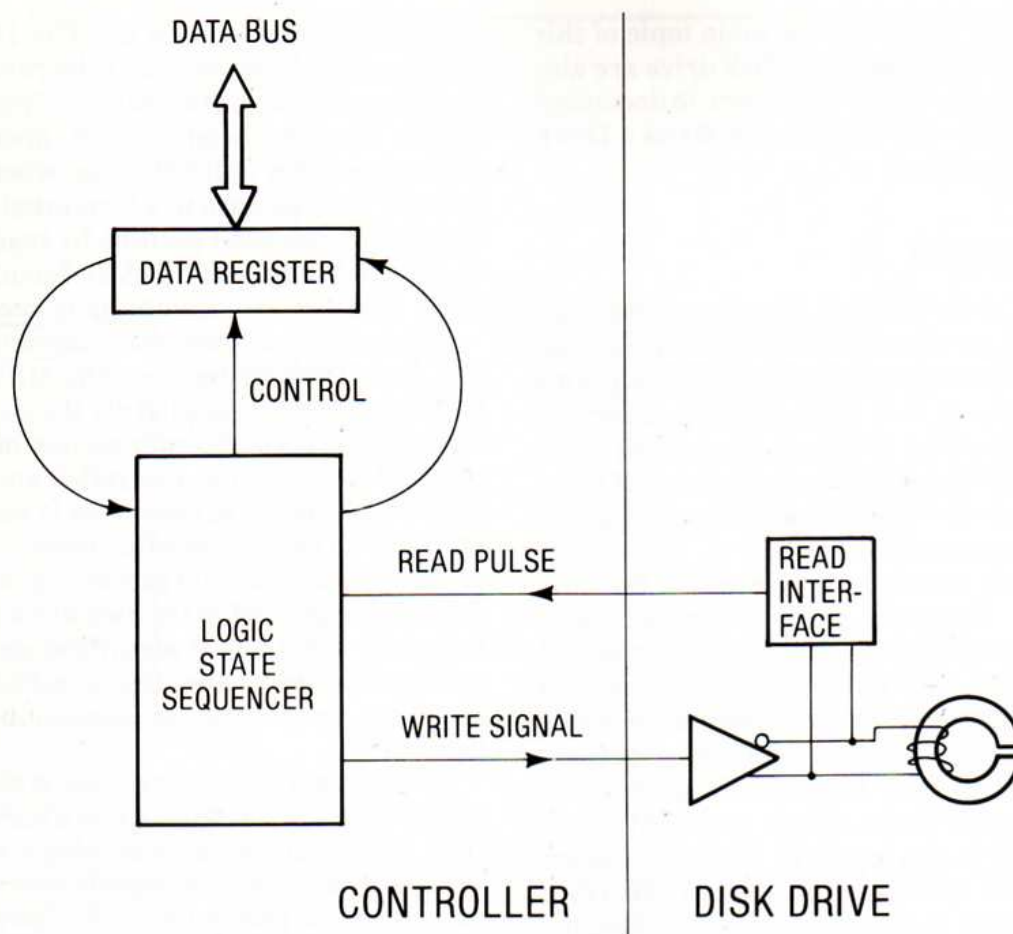 DATA BUS
DATA REGISTER
CONTROL
READ PULSE
READ
INTER-
FACE
LOGIC
STATE
SEQUENCER
WRITE SIGNAL
CONTROLLER
DISK DRIVE